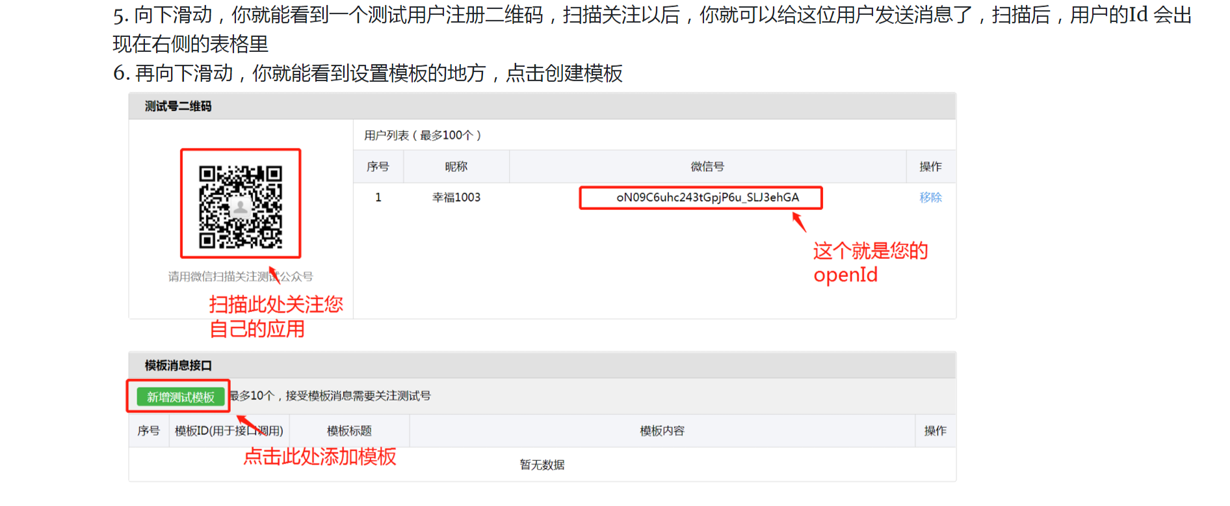 5. 向下滑动，你就能看到一个测试用户注册二维码，扫描关注以后，你就可以给这位用户发送消息了，扫描后，用户的Id 会出
现在右侧的表格里
6. 再向下滑动，你就能看到设置模板的地方，点击创建模板
测试号二维码
用户列表（最多100个）
序号 昵称 微信号 操作
1 幸福1003 oN09C6uhc243tGpjP6u_SLJ3ehGA 移除
请用微信扫描关注测试公众号
扫描此处关注您
自己的应用
这个就是您的
openId
模板消息接口
新增测试模板 最多10个，接受模板消息需要关注测试号
序号 模板ID(用于接口调用) 模板标题 模板内容 操作
点击此处添加模板
暂无数据